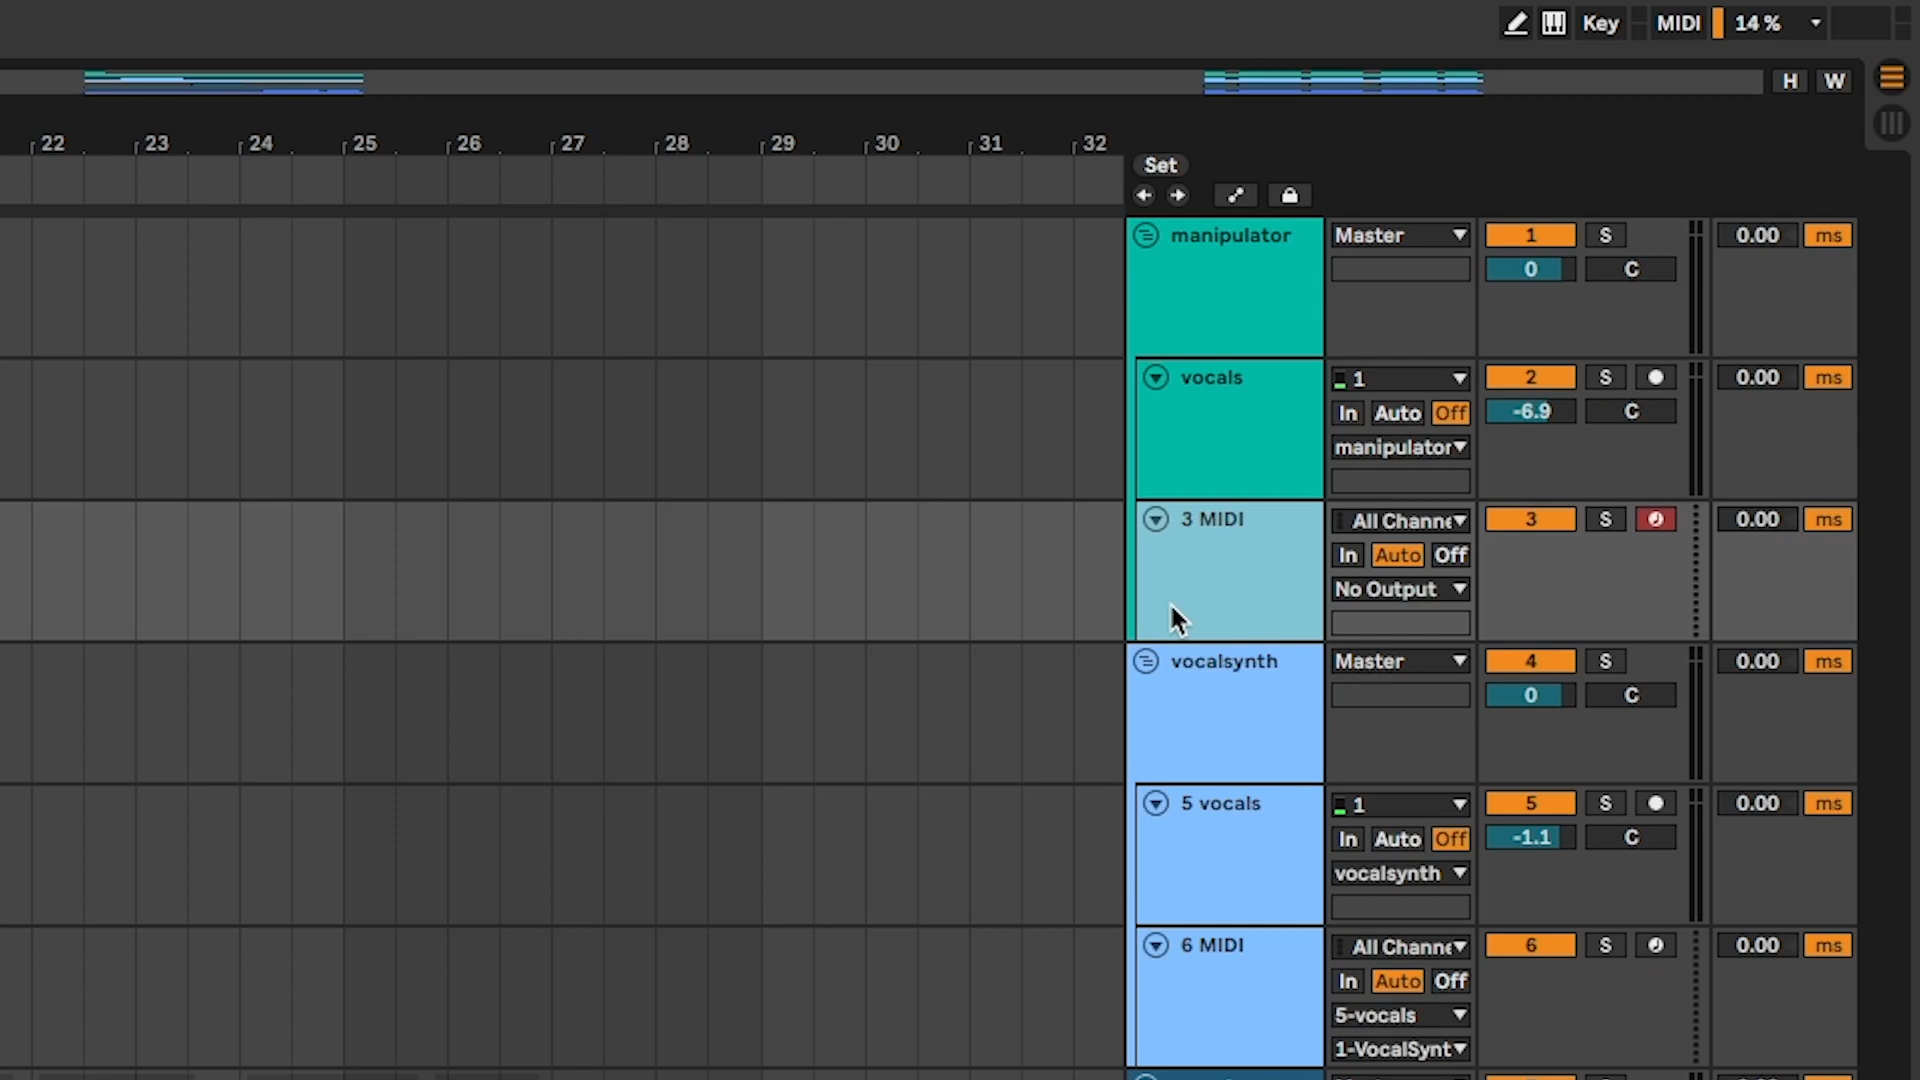 Key MIDI 14 %
H W
22 23 24 25 26 27 28 29 30 31 32
Set
manipulator Master 1 S 0.00 ms
0 C
vocals 1 2 S 0.00 ms
In Auto Off -6.9 C
manipulator
3 MIDI All Channe 3 S 0.00 ms
In Auto Off
No Output
vocalsynth Master 4 S 0.00 ms
0 C
5 vocals 1 5 S 0.00 ms
In Auto Off -1.1 C
vocalsynth
6 MIDI All Channe 6 S 0.00 ms
In Auto Off
5-vocals
1-VocalSynt